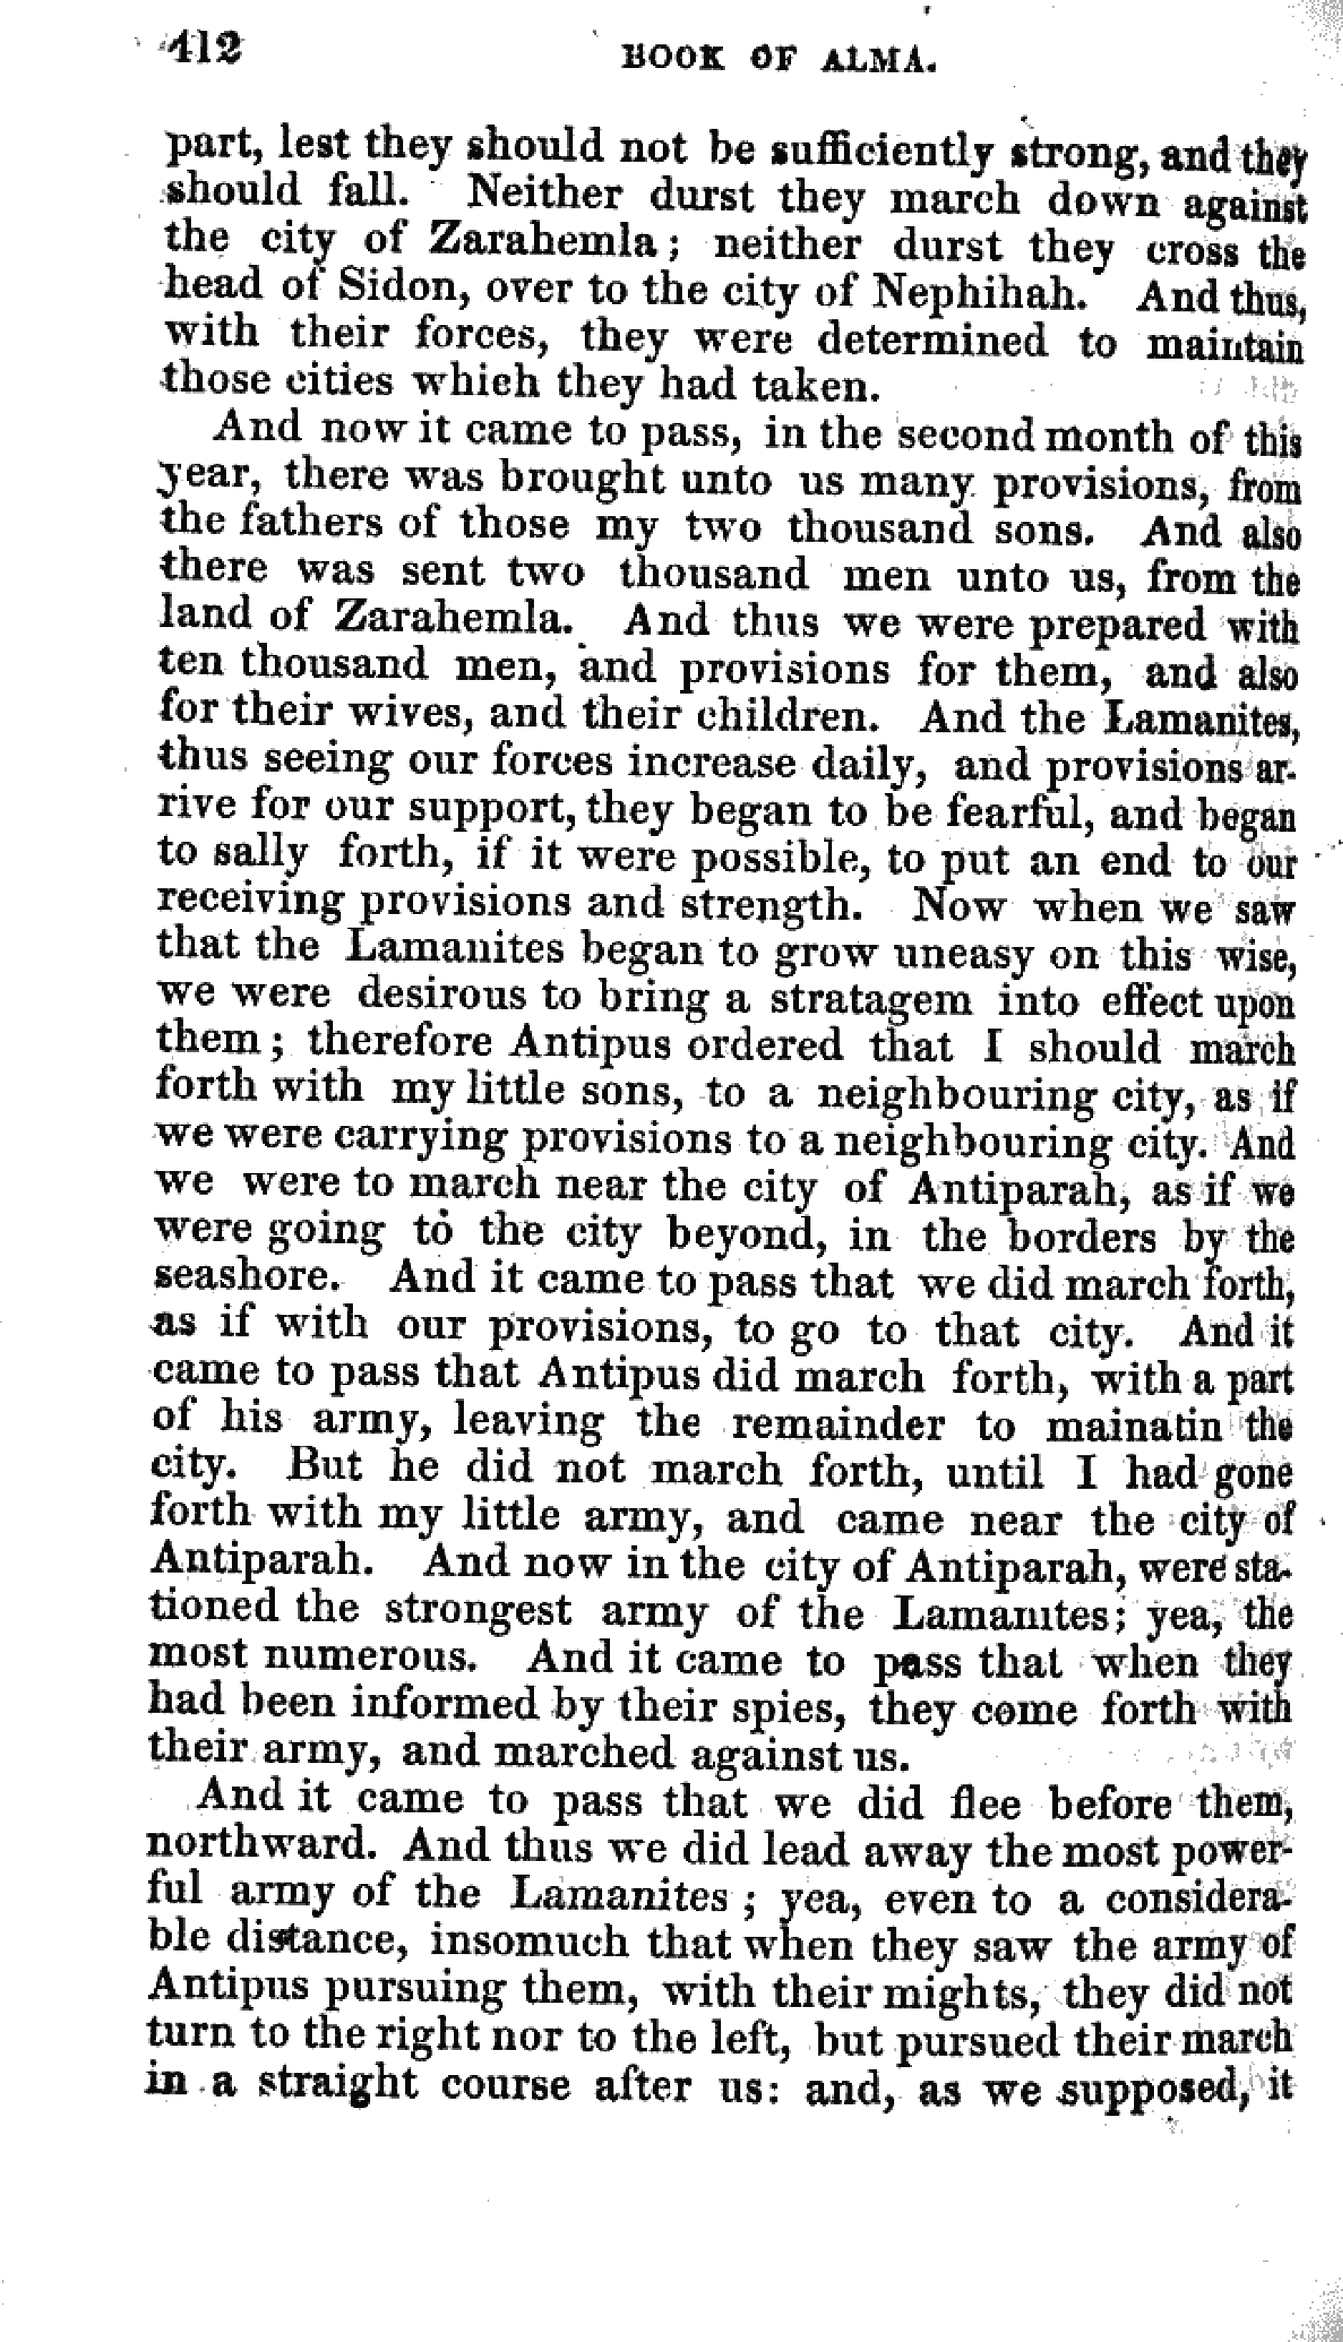 412 BOOK OF ALMA.
part, lest they should not be sufficiently strong, and they
should fall. Neither durst they march down against
the city of Zarahemla; neither durst they cross the
head of Sidon, over to the city of Nephihah. And thus,
with their forces, they were determined to maintain
those cities which they had taken.
And now it came to pass, in the second month of this
year, there was brought unto us many provisions, from
the fathers of those my two thousand sons. And also
there was sent two thousand men unto us, from the
land of Zarahemla. And thus we were prepared with
ten thousand men, and provisions for them, and also
for their wives, and their children. And the Lamanites,
thus seeing our forces increase daily, and provisions ar-
rive for our support, they began to be fearful, and began
to sally forth, if it were possible, to put an end to our
receiving provisions and strength. Now when we saw
that the Lamanites began to grow uneasy on this wise,
we were desirous to bring a stratagem into effect upon
them; therefore Antipus ordered that I should march
forth with my little sons, to a neighbouring city, as if
we were carrying provisions to a neighbouring city. And
we were to march near the city of Antiparah, as if we
were going to the city beyond, in the borders by the
seashore. And it came to pass that we did march forth,
as if with our provisions, to go to that city. And it
came to pass that Antipus did march forth, with a part
of his army, leaving the remainder to mainatin the
city. But he did not march forth, until I had gone
forth with my little army, and came near the city of
Antiparah. And now in the city of Antiparah, were sta-
tioned the strongest army of the Lamanites; yea, the
most numerous. And it came to pass that when they
had been informed by their spies, they come forth with
their army, and marched against us.
And it came to pass that we did flee before them,
northward. And thus we did lead away the most power-
ful army of the Lamanites; yea, even to a considera-
ble distance, insomuch that when they saw the army of
Antipus pursuing them, with their mights, they did not
turn to the right nor to the left, but pursued their march
in a straight course after us: and, as we supposed, it